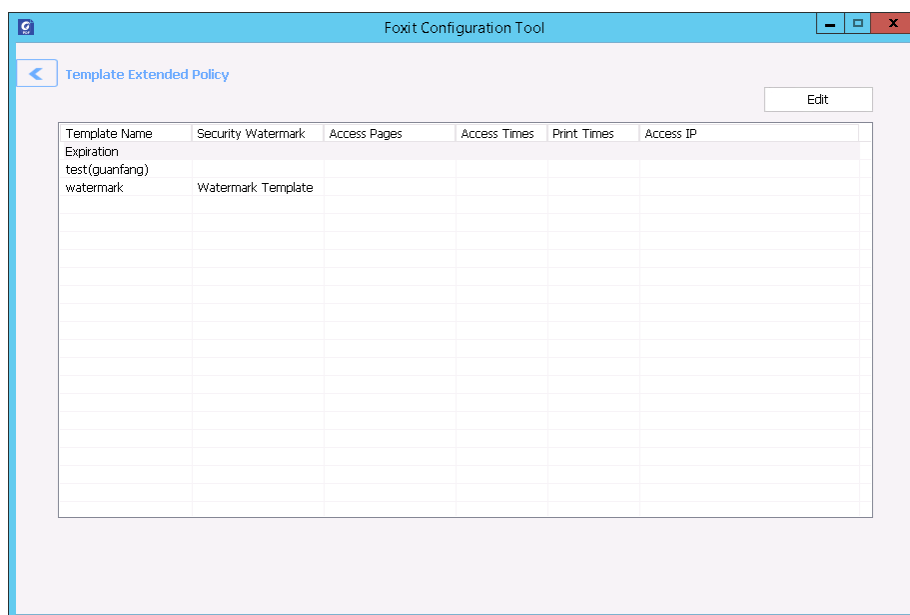 Foxit Configuration Tool
Template Extended Policy
Edit
Template Name Security Watermark Access Pages Access Times Print Times Access IP
Expiration
test(guanfang)
watermark Watermark Template